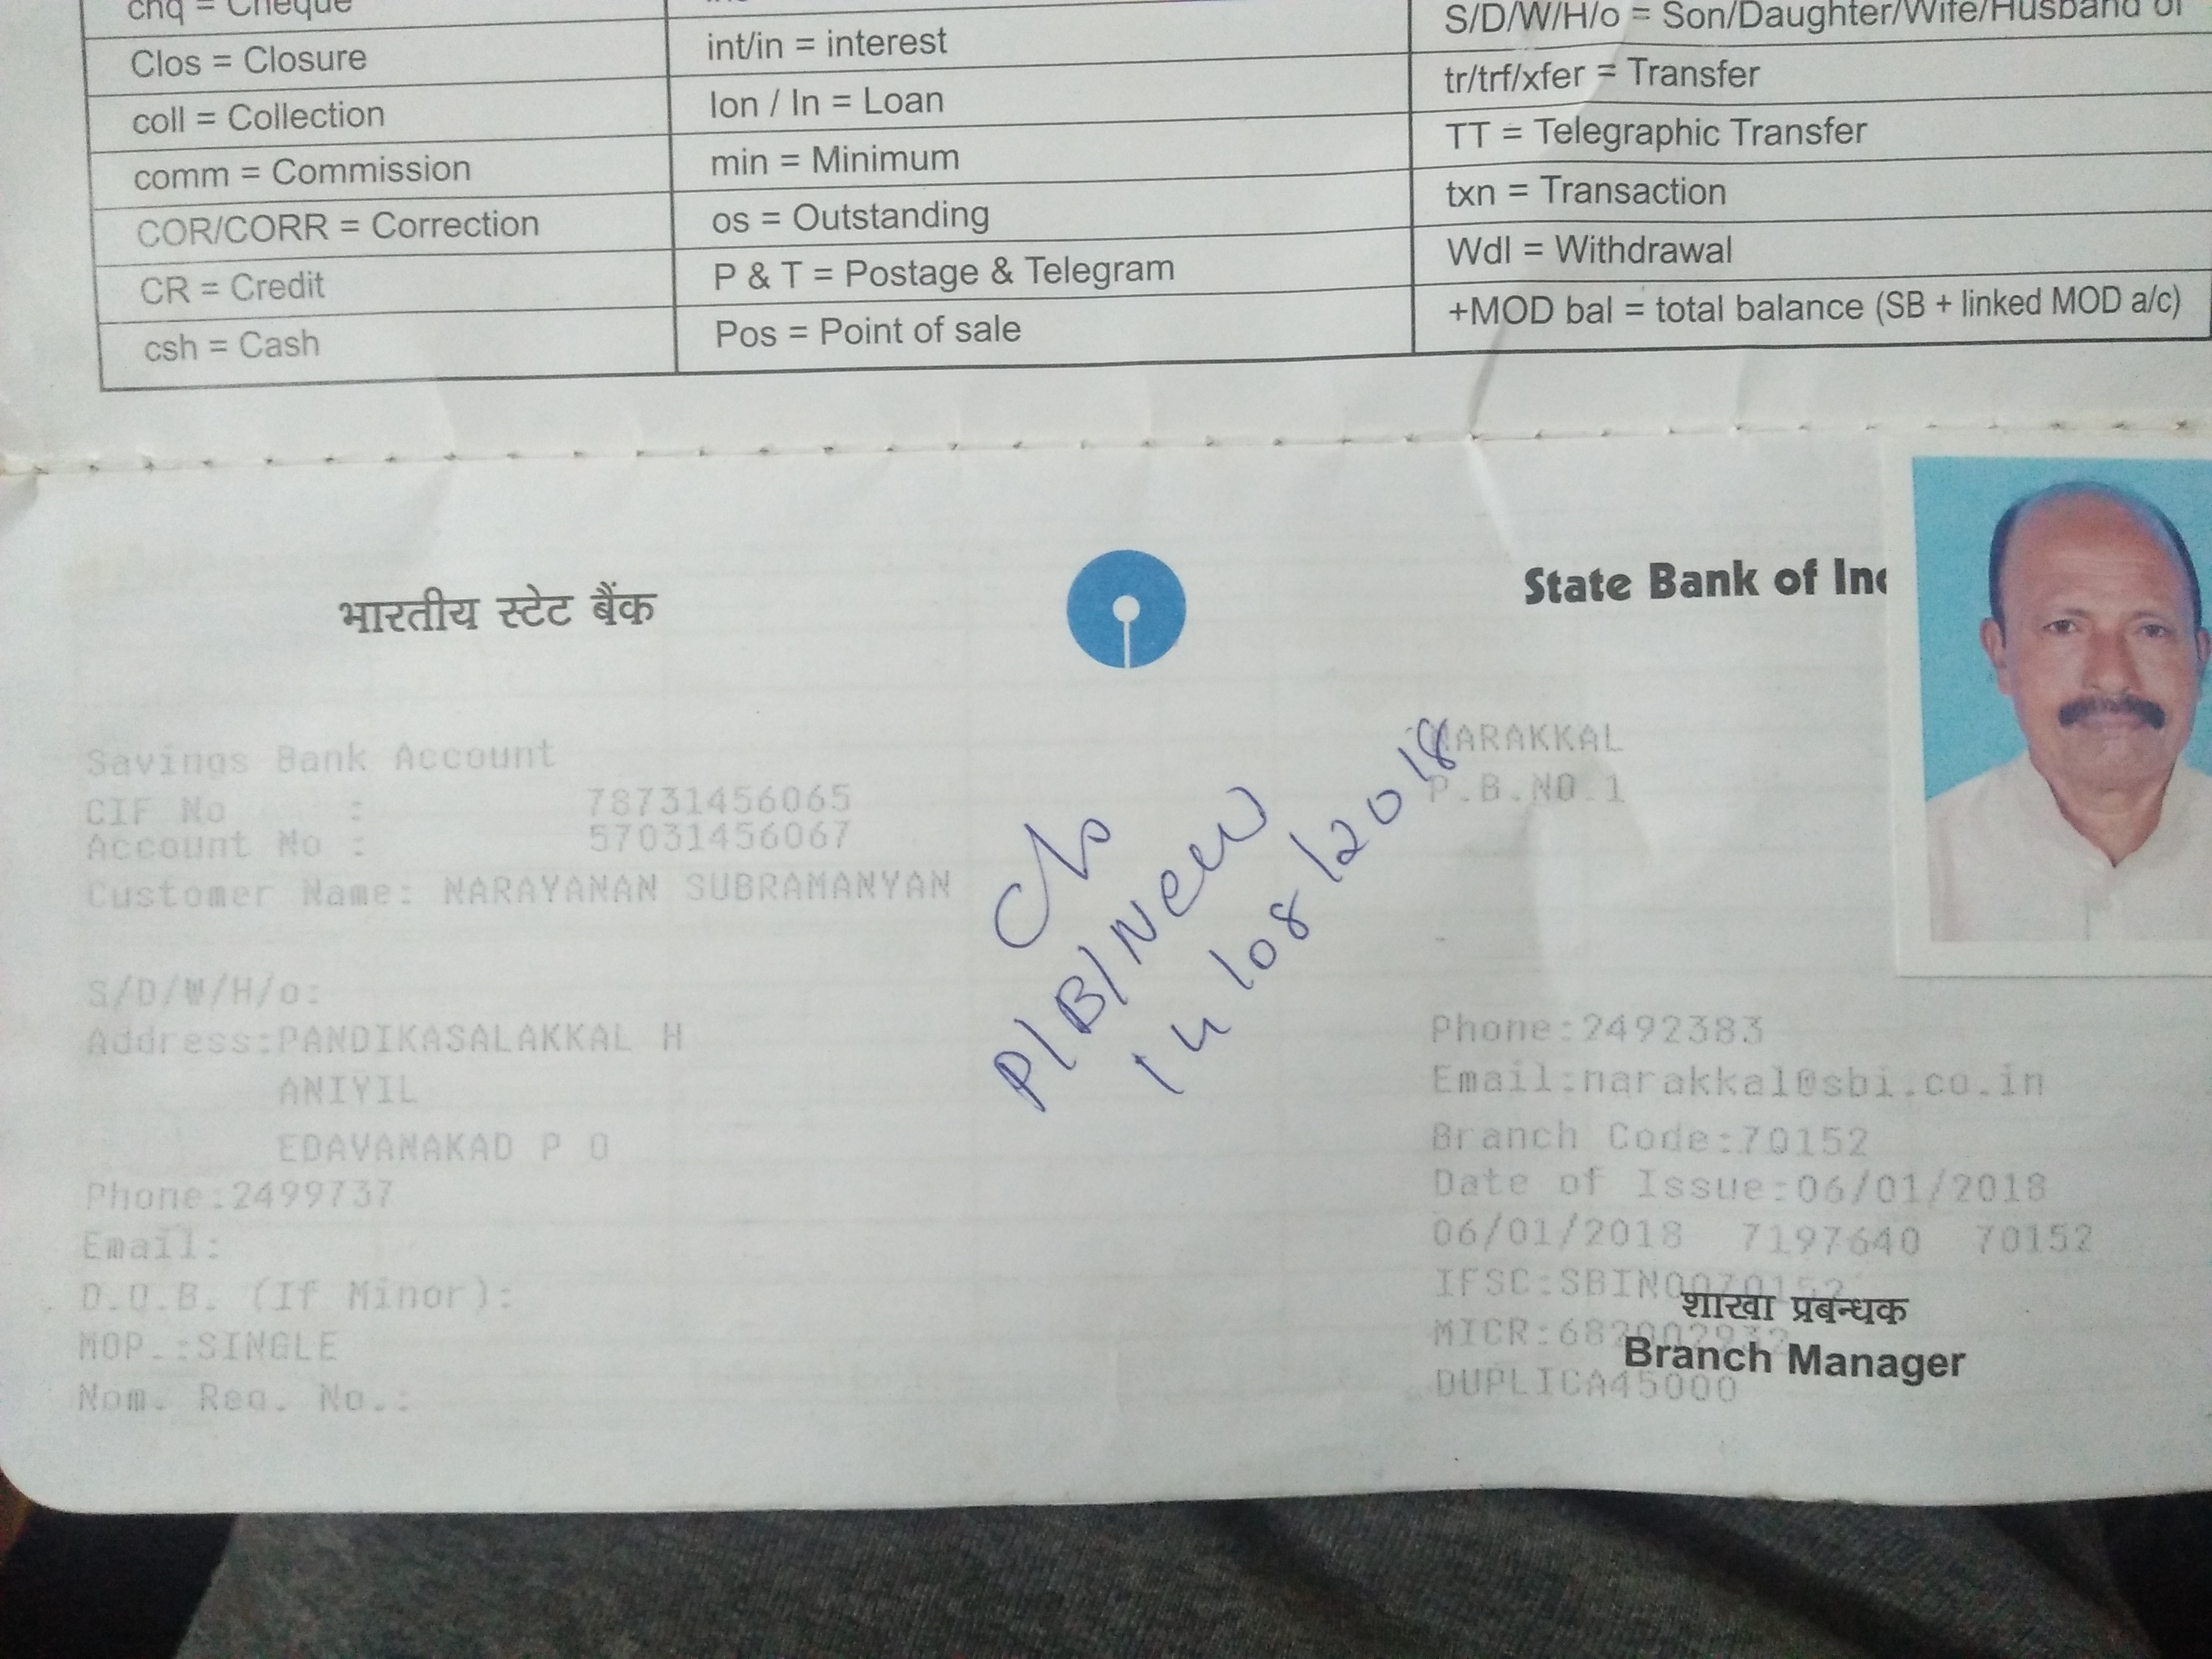 chq = Cheque
Clos = Closure
coll = Collection
comm = Commission
COR/CORR = Correction
CR = Credit
csh = Cash
int/in = interest
lon / ln = Loan
min = Minimum
os = Outstanding
P & T = Postage & Telegram
Pos = Point of sale
S/D/W/H/o = Son/Daughter/Wife/Husband of
tr/trf/xfer = Transfer
TT = Telegraphic Transfer
txn = Transaction
Wdl = Withdrawal
+MOD bal = total balance (SB + linked MOD a/c)
भारतीय स्टेट बैंक
State Bank of Ind
Savings Bank Account
CIF No : 78731456065
Account No : 57031456067
Customer Name: NARAYANAN SUBRAMANYAN
S/D/W/H/o:
Address:PANDIKASALAKKAL H
ANIYIL
EDAVANAKAD P O
Phone:2499737
Email:
D.O.B. (If Minor):
MOP.:SINGLE
Nom. Reg. No.:
P/B/New
14/08/2018
NARAKKAL
P.B.NO.1
Phone:2492383
Email:narakkal@sbi.co.in
Branch Code:70152
Date of Issue:06/01/2018
06/01/2018 7197640 70152
IFSC:SBIN0070152
शाखा प्रबन्धक
MICR:682002932
Branch Manager
DUPLICA45000